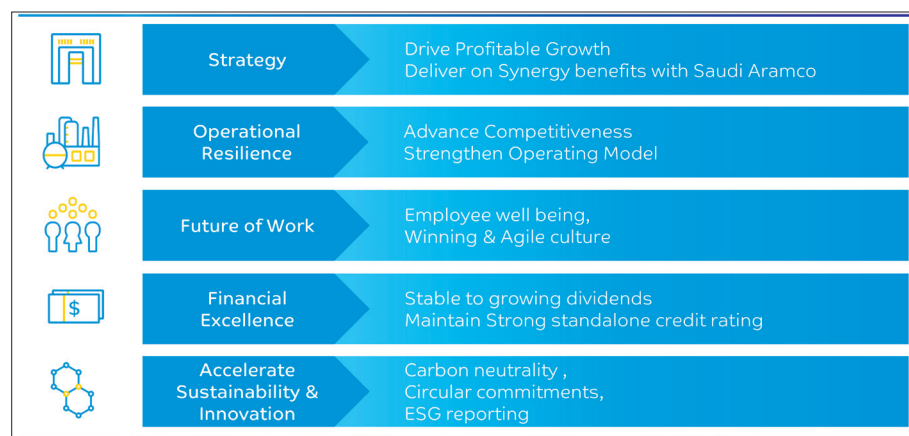 Strategy
Drive Profitable Growth
Deliver on Synergy benefits with Saudi Aramco
Operational
Resilience
Advance Competitiveness
Strengthen Operating Model
Future of Work
Employee well being,
Winning & Agile culture
$
Financial
Excellence
Stable to growing dividends
Maintain Strong standalone credit rating
Accelerate
Sustainability &
Innovation
Carbon neutrality ,
Circular commitments,
ESG reporting